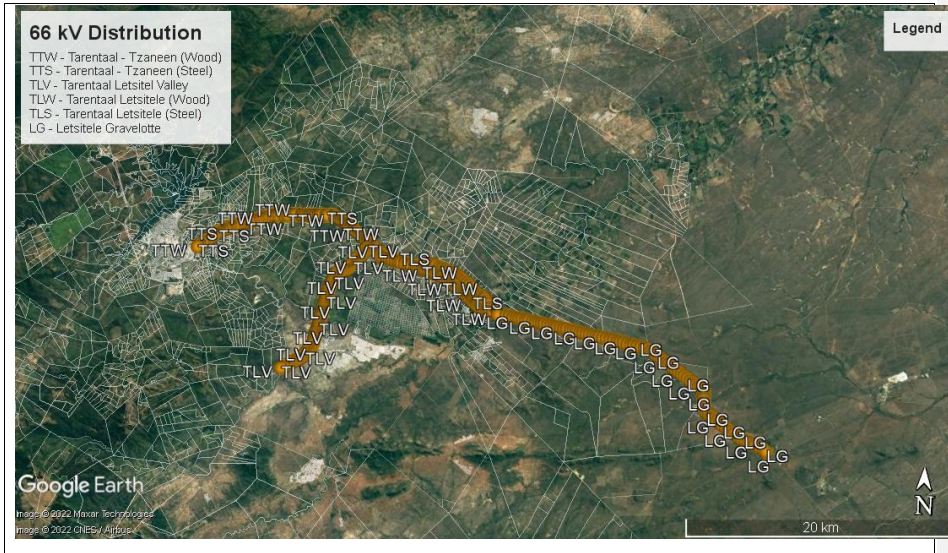 66 kV Distribution
TTW - Tarentaal - Tzaneen (Wood)
TTS - Tarentaal - Tzaneen (Steel)
TLV - Tarentaal Letsitel Valley
TLW - Tarentaal Letsitele (Wood)
TLS - Tarentaal Letsitele (Steel)
LG - Letsitele Gravelotte
Legend
TTW
TTW TTW TTS
TTS TTS TTW
TTW TTS
TTW TTW
TLV TLV TLS
TLV TLV TLW TLW
TLV TLV
TLW TLW
TLV TLV TLW TLS
TLW LG LG LG LG LG LG LG LG
TLV TLV
TLV TLV
TLV TLV
LG LG
LG LG
LG LG
LG
LG LG
LG LG
LG LG
LG
Google Earth
Image © 2022 Maxar Technologies
Image © 2022 CNES / Airbus
N
20 km